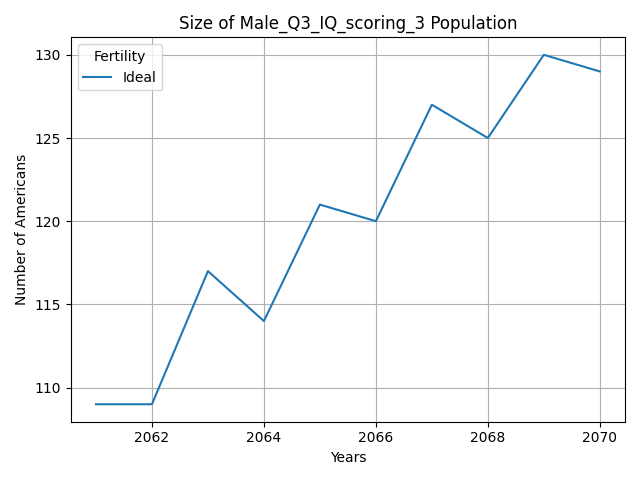 Size of Male_Q3_IQ_scoring_3 Population
Fertility
Ideal
Number of Americans
130
125
120
115
110
2062 2064 2066 2068 2070
Years